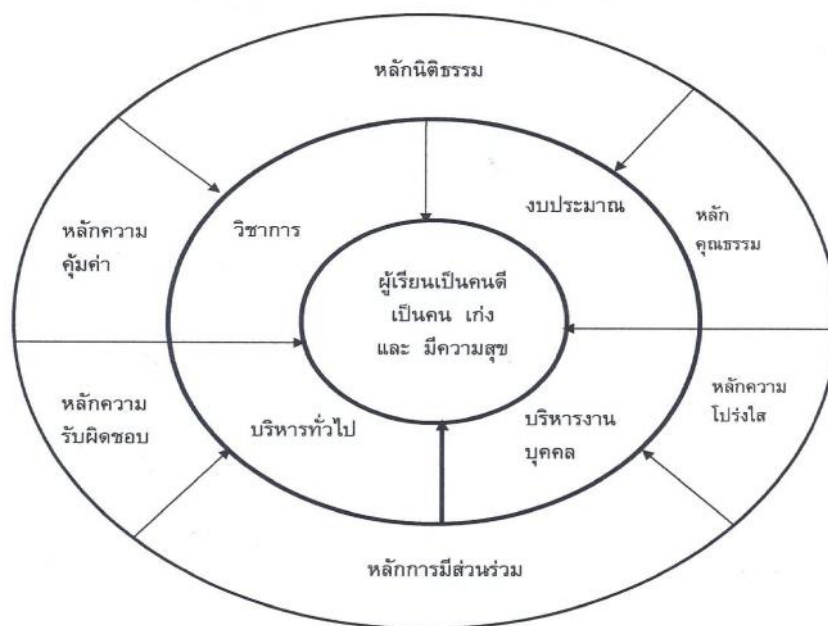 หลักนิติธรรม
งบประมาณ
วิชาการ
หลักความ
คุ้มค่า
หลัก
คุณธรรม
ผู้เรียนเป็นคนดี
เป็นคน เก่ง
และ มีความสุข
หลักความ
รับผิดชอบ
บริหารทั่วไป
บริหารงาน
บุคคล
หลักความ
โปร่งใส
หลักการมีส่วนร่วม